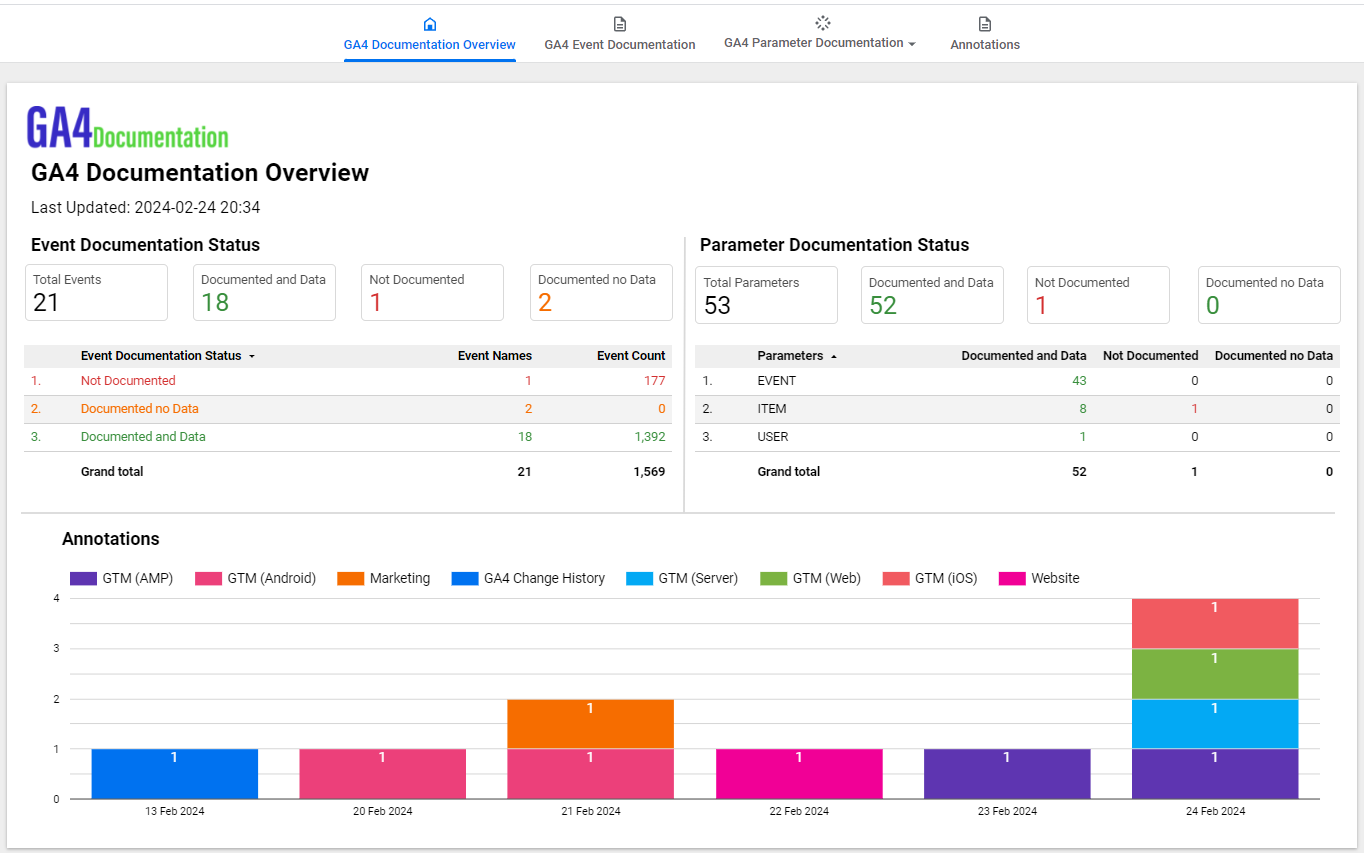 GA4 Documentation Overview
GA4 Event Documentation
GA4 Parameter Documentation
Annotations
GA4Documentation
GA4 Documentation Overview
Last Updated: 2024-02-24 20:34
Event Documentation Status
Total Events
21
Documented and Data
18
Not Documented
1
Documented no Data
2
Event Documentation Status Event Names Event Count
1. Not Documented 1 177
2. Documented no Data 2 0
3. Documented and Data 18 1,392
Grand total 21 1,569
Parameter Documentation Status
Total Parameters
53
Documented and Data
52
Not Documented
1
Documented no Data
0
Parameters Documented and Data Not Documented Documented no Data
1. EVENT 43 0 0
2. ITEM 8 1 0
3. USER 1 0 0
Grand total 52 1 0
Annotations
GTM (AMP) GTM (Android) Marketing GA4 Change History GTM (Server) GTM (Web) GTM (iOS) Website
4
1
3
1
2
1 1
1
1 1 1 1 1 1
0
13 Feb 2024 20 Feb 2024 21 Feb 2024 22 Feb 2024 23 Feb 2024 24 Feb 2024